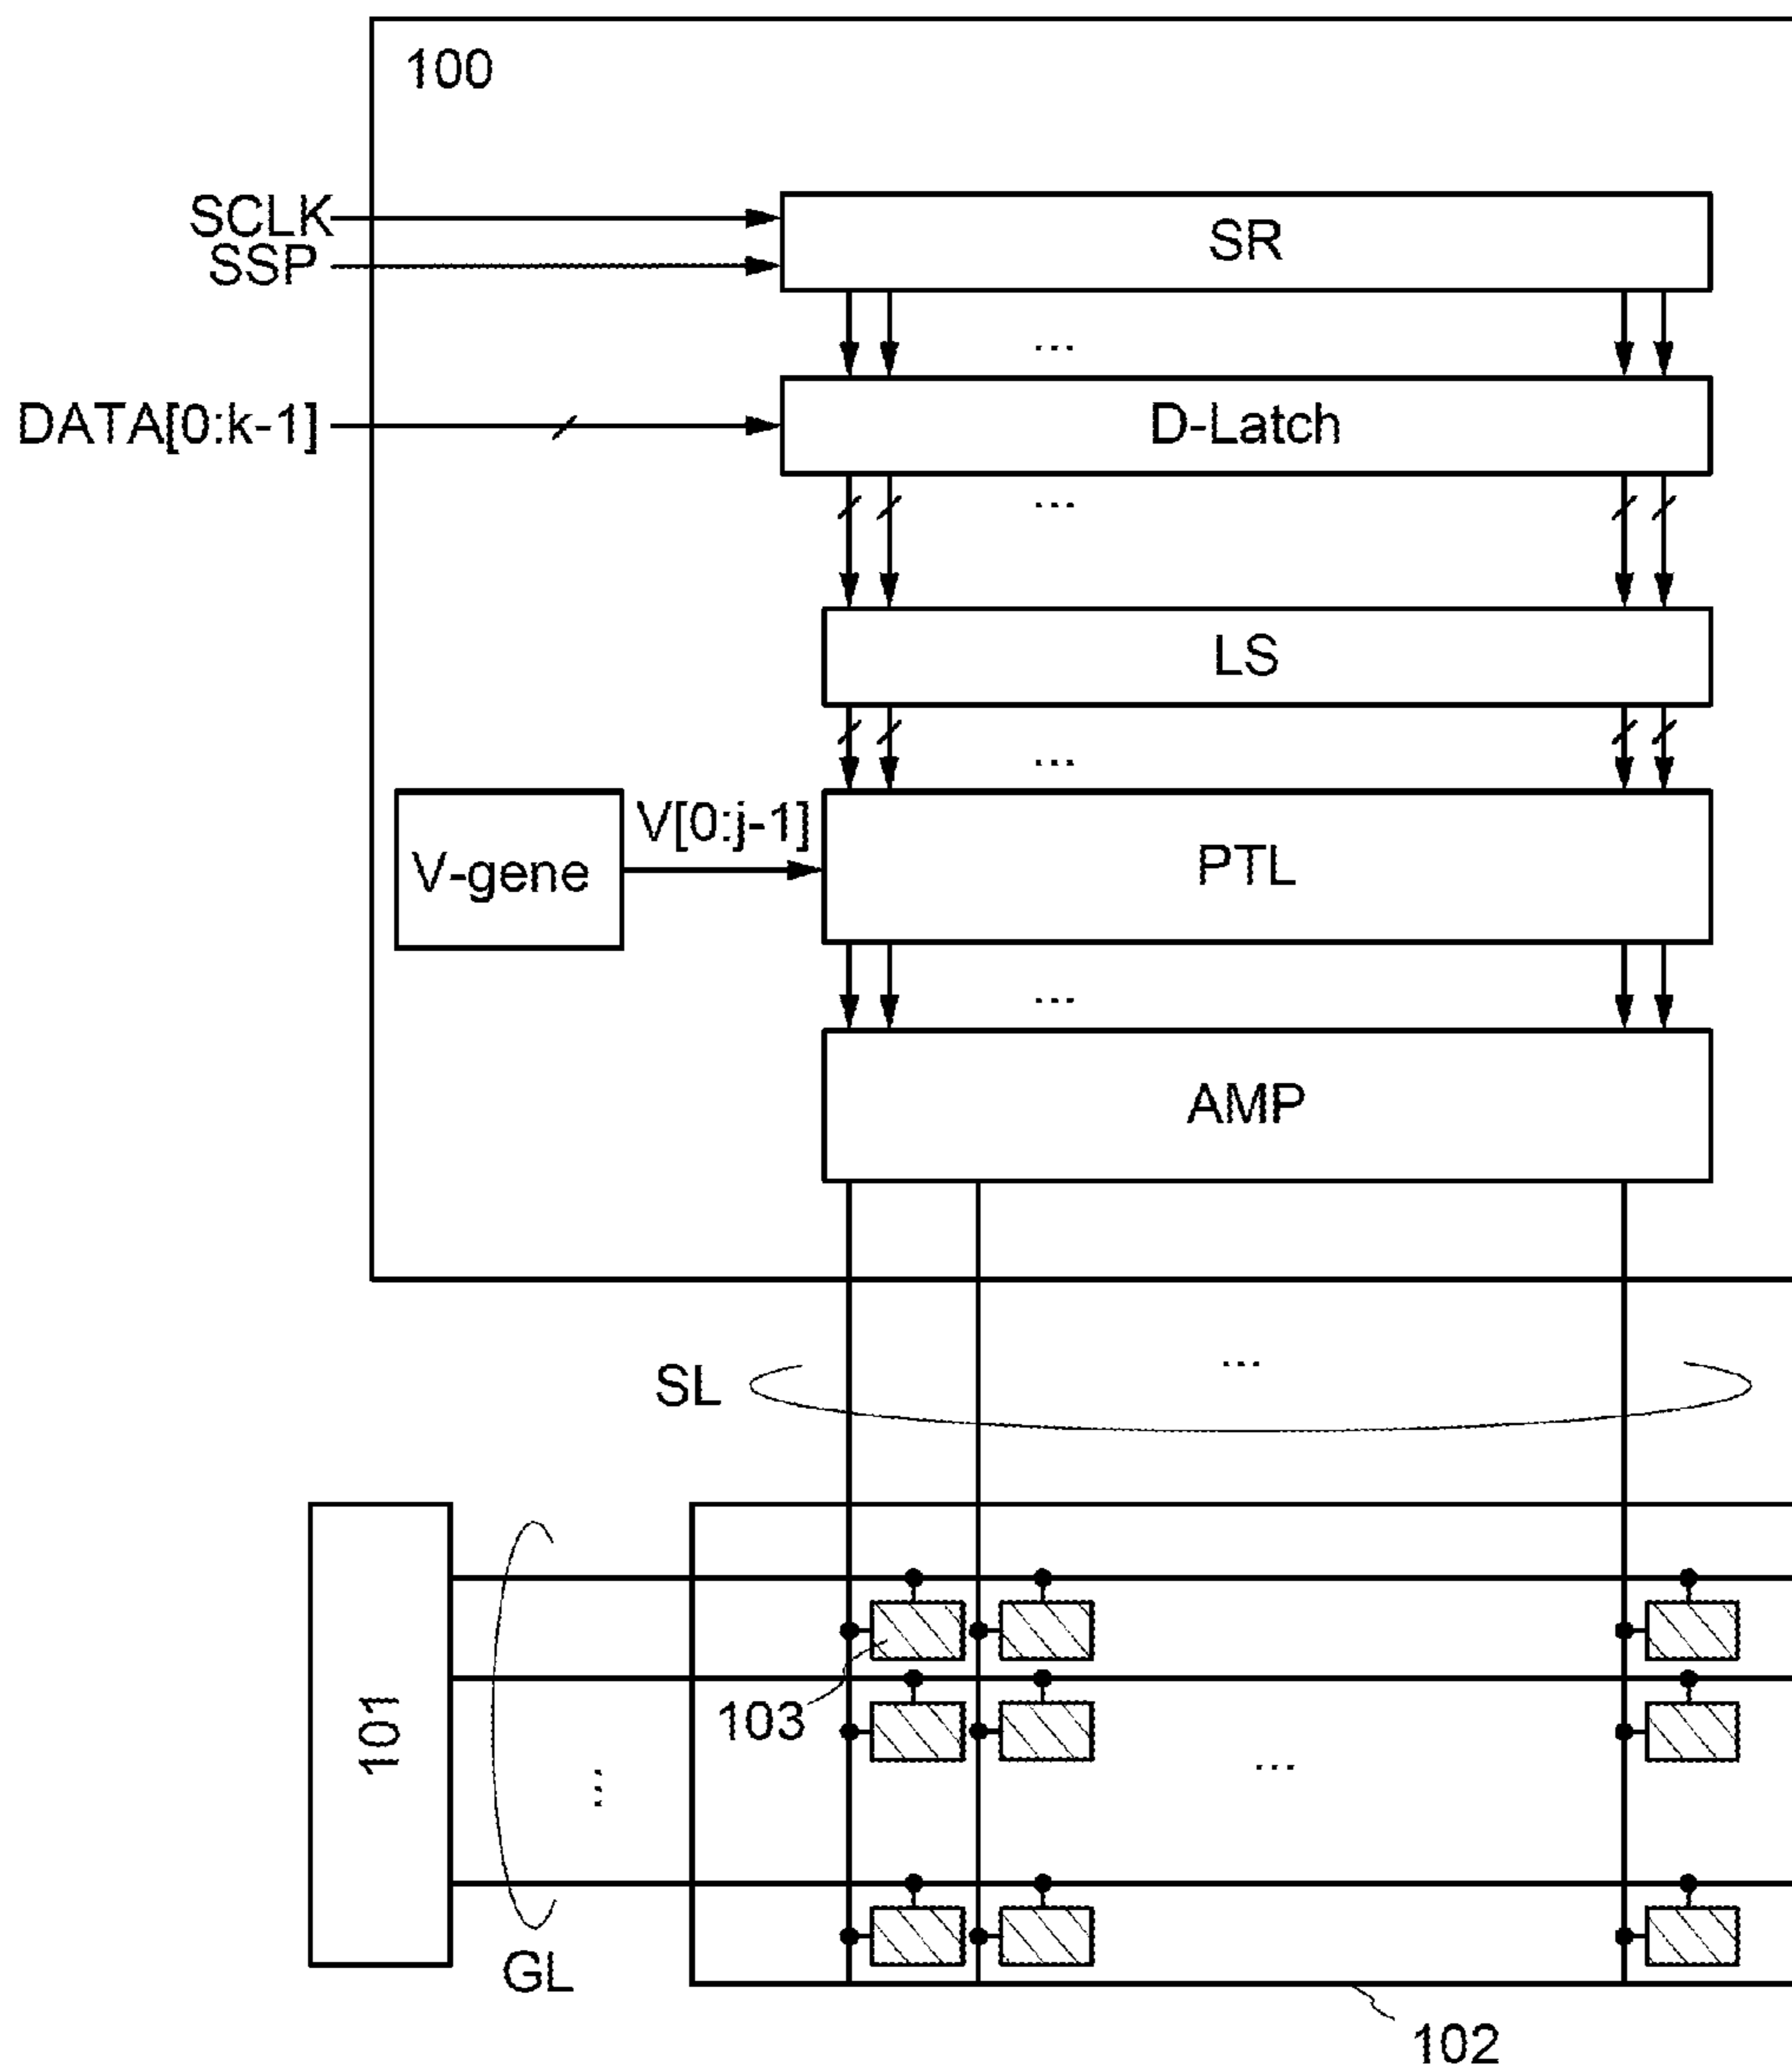 100
SCLK
SSP
SR
...
DATA[0:k-1]
D-Latch
...
LS
...
V-gene
V[0:j-1]
PTL
...
AMP
SL
...
101
GL
...
103
...
102